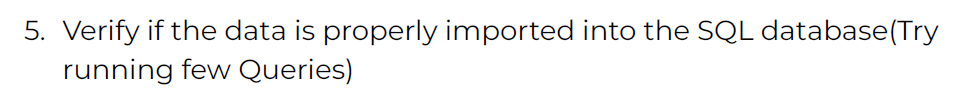 5. Verify if the data is properly imported into the SQL database(Try
running few Queries)